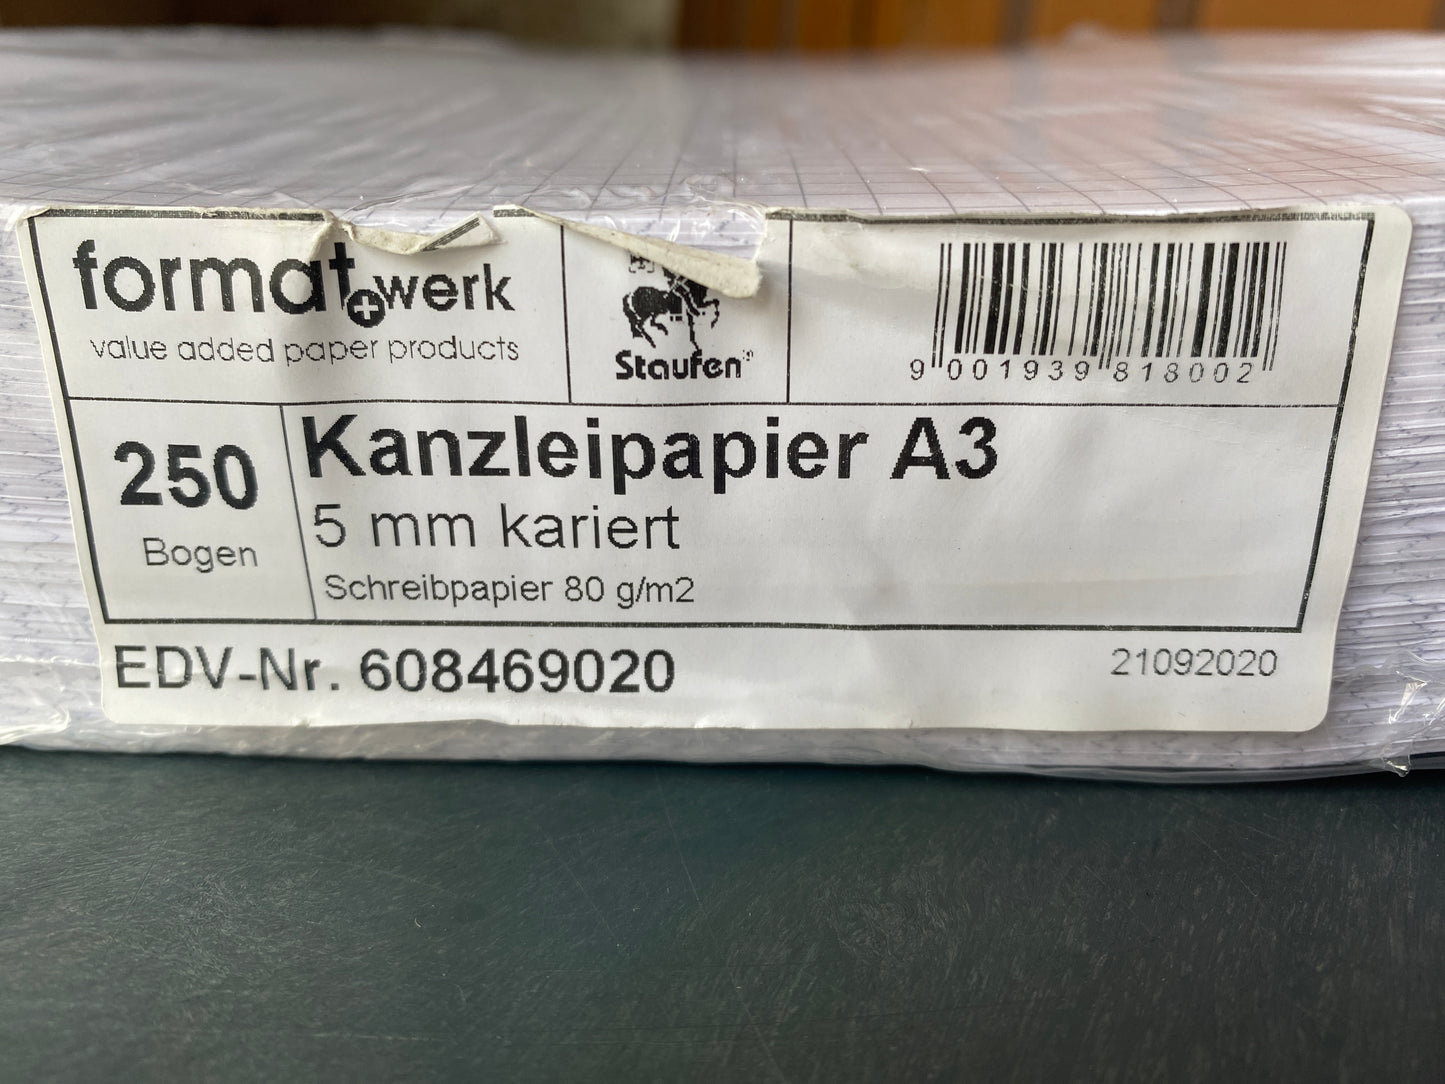 format werk
value added paper products
Staufen®
9 001939 818002
250
Bogen
Kanzleipapier A3
5 mm kariert
Schreibpapier 80 g/m2
EDV-Nr. 608469020
21092020